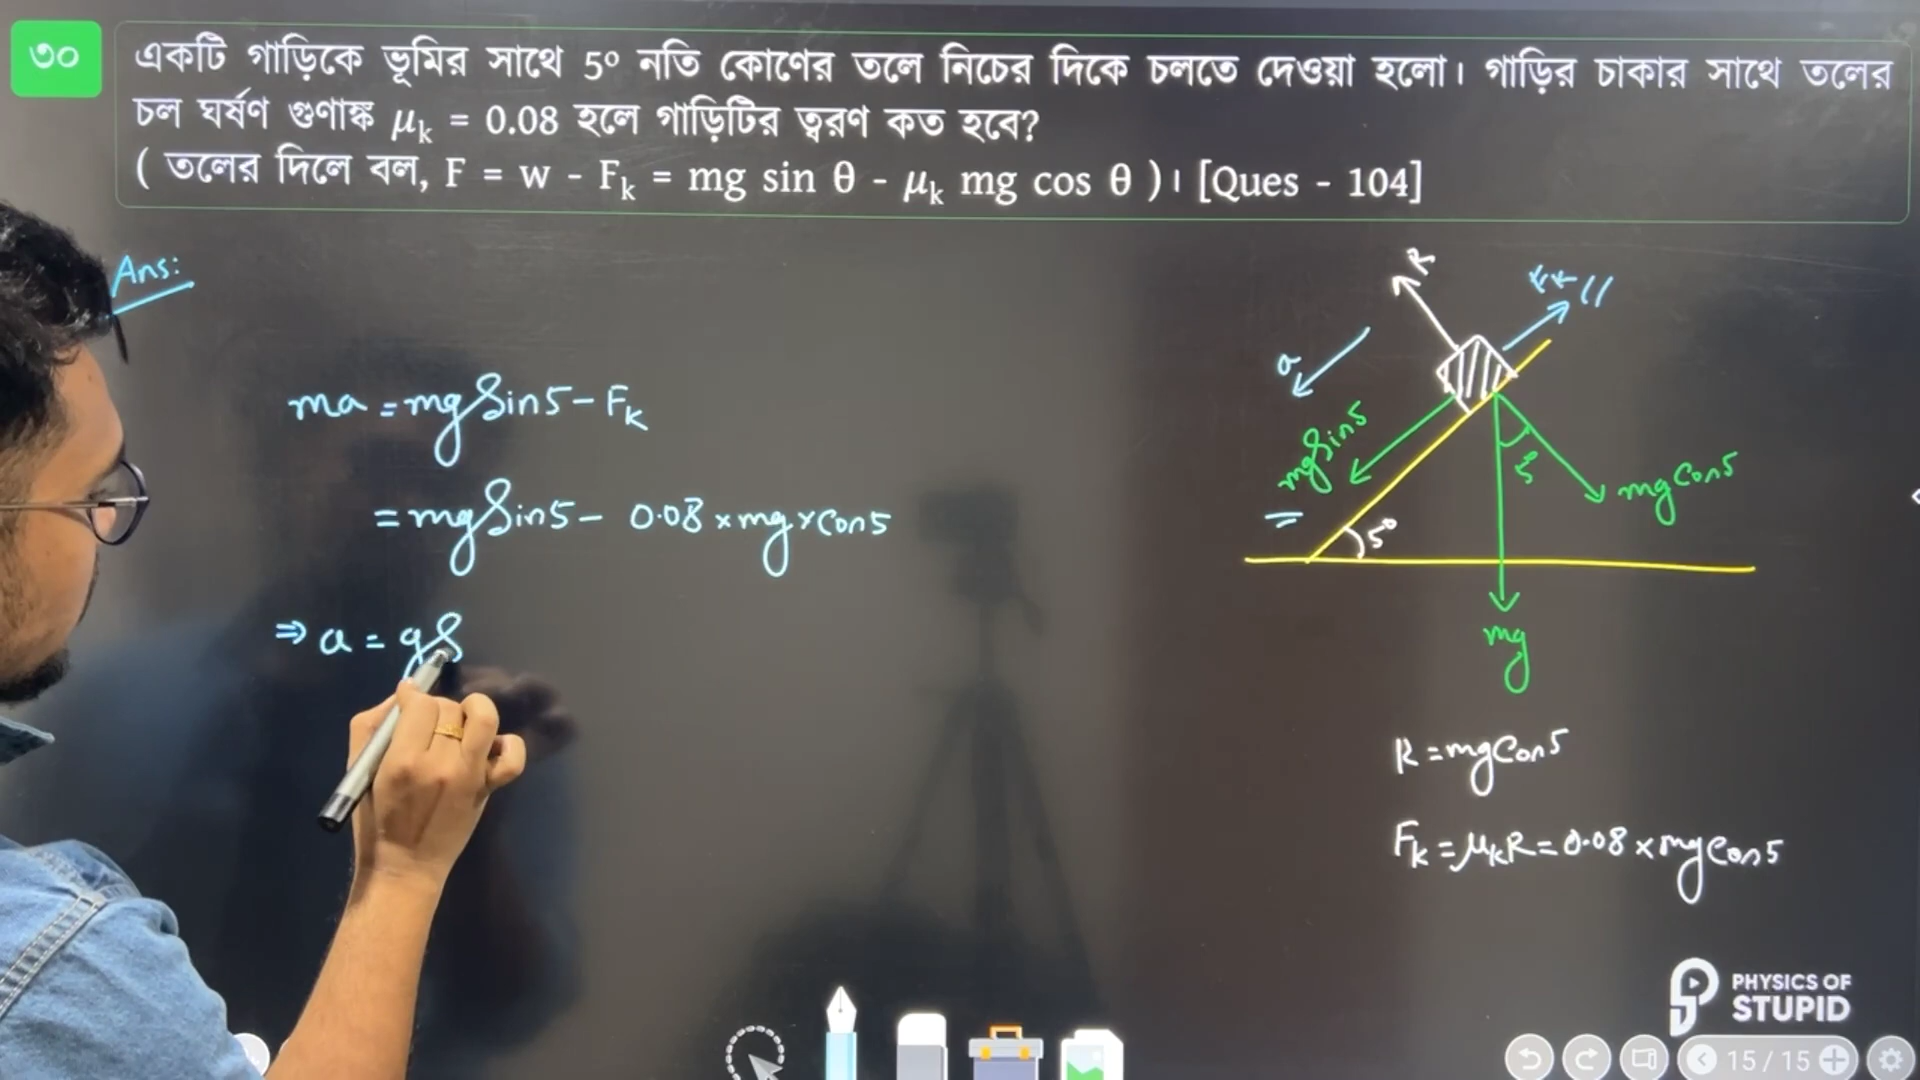 ৩০
একটি গাড়িকে ভূমির সাথে 5° নতি কোণের তলে নিচের দিকে চলতে দেওয়া হলো। গাড়ির চাকার সাথে তলের
চল ঘর্ষণ গুণাঙ্ক μk = 0.08 হলে গাড়িটির ত্বরণ কত হবে?
( তলের দিলে বল, F = w - Fk = mg sin θ - μk mg cos θ )। [Ques - 104]
Ans:
ma = mg Sin5 - Fk
= mg Sin5 - 0.08 × mg × Cos5
⇒ a = gS
R
a
mg Sin5
5
mg Cos5
5°
mg
R = mg Cos5
Fk = μkR = 0.08 × mg Cos5
PHYSICS OF
STUPID
15 / 15